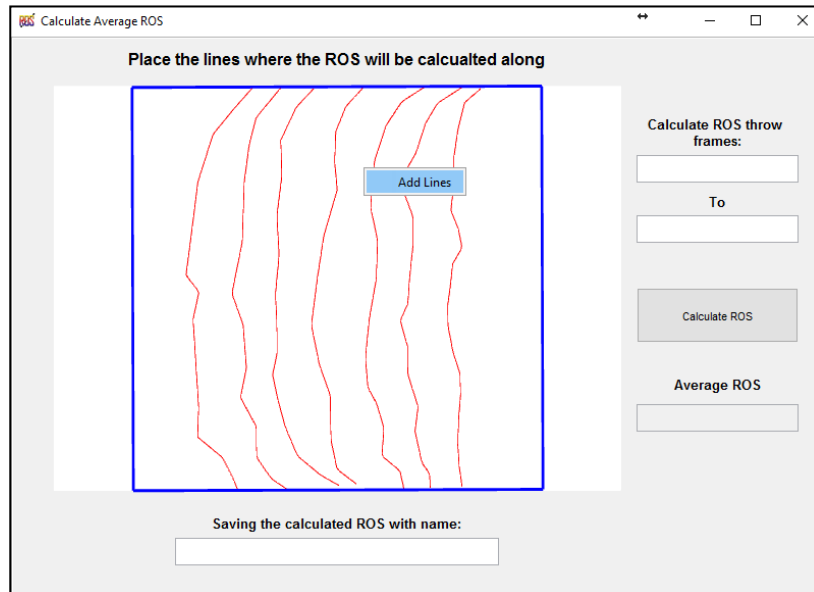 Calculate Average ROS
Place the lines where the ROS will be calcualted along
Add Lines
Calculate ROS throw
frames:
To
Calculate ROS
Average ROS
Saving the calculated ROS with name: